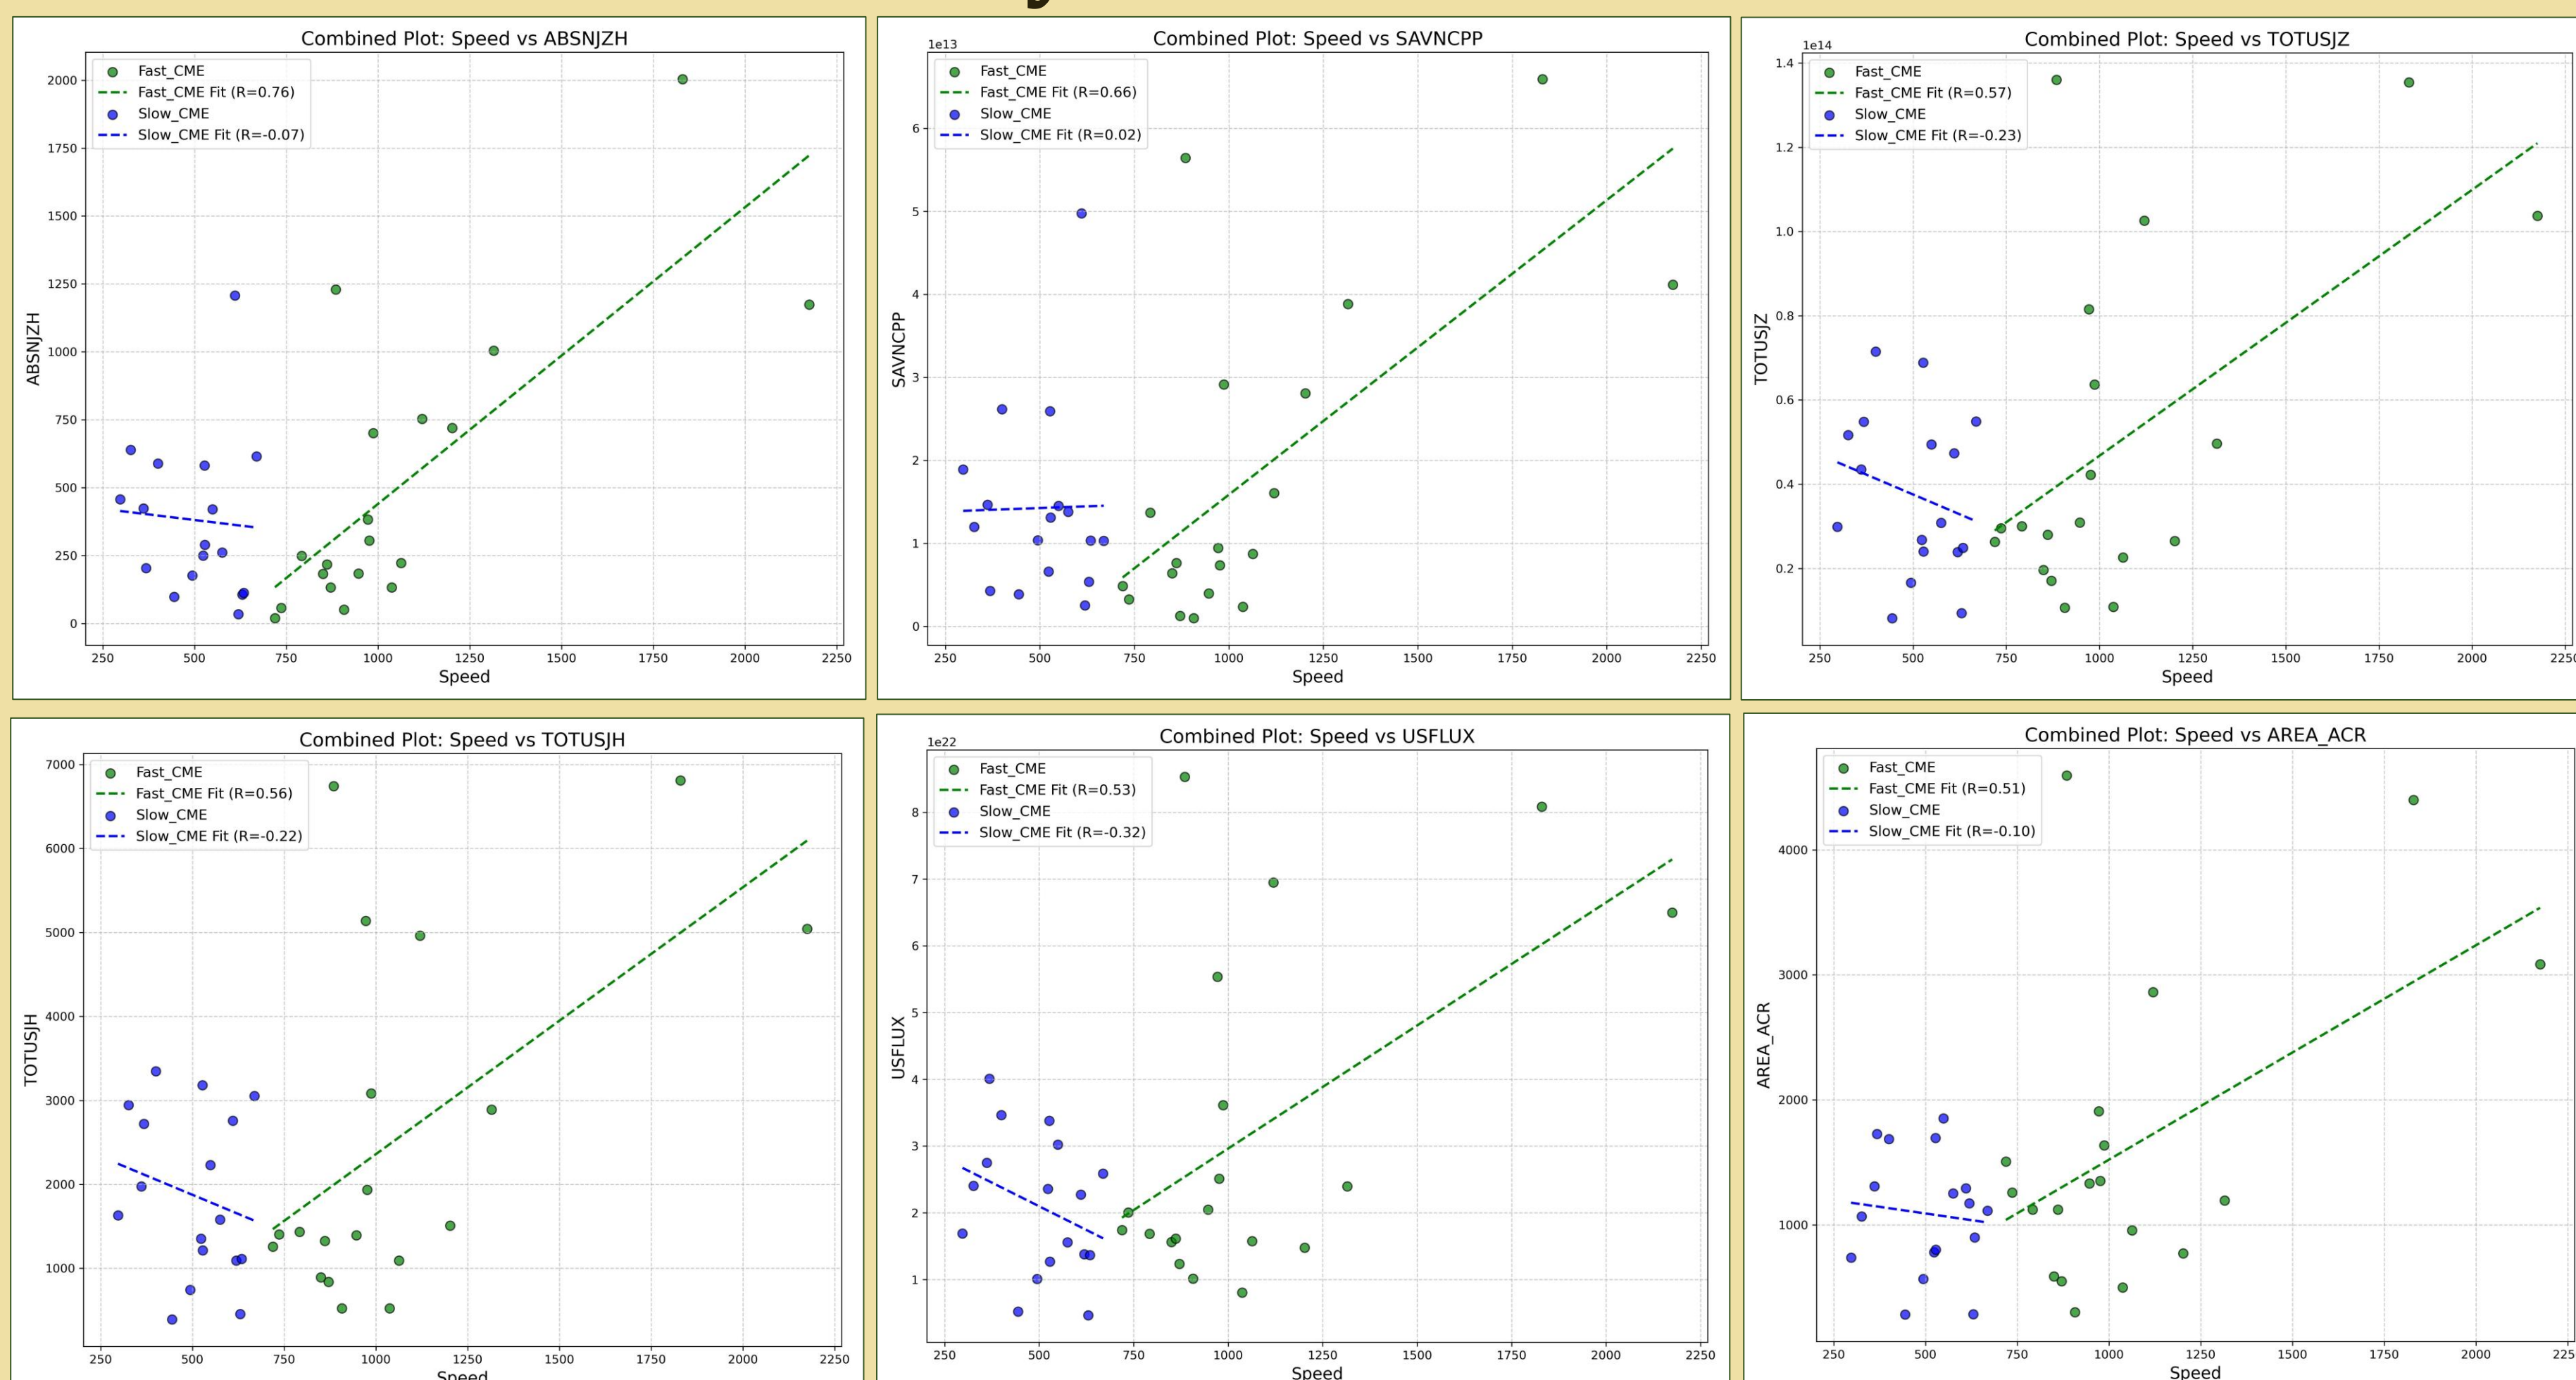 Combined Plot: Speed vs ABSNJZH
Fast_CME
Fast_CME Fit (R=0.76)
Slow_CME
Slow_CME Fit (R=-0.07)
2000
1750
1500
1250
1000
750
500
250
0
ABSNJZH
250 500 750 1000 1250 1500 1750 2000 2250
Speed
Combined Plot: Speed vs SAVNCPP
1e13
Fast_CME
Fast_CME Fit (R=0.66)
Slow_CME
Slow_CME Fit (R=0.02)
6
5
4
3
2
1
0
SAVNCPP
250 500 750 1000 1250 1500 1750 2000 2250
Speed
Combined Plot: Speed vs TOTUSJZ
1e14
Fast_CME
Fast_CME Fit (R=0.57)
Slow_CME
Slow_CME Fit (R=-0.23)
1.4
1.2
1.0
0.8
0.6
0.4
0.2
TOTUSJZ
250 500 750 1000 1250 1500 1750 2000
Speed
Combined Plot: Speed vs TOTUSJH
Fast_CME
Fast_CME Fit (R=0.56)
Slow_CME
Slow_CME Fit (R=-0.22)
7000
6000
5000
4000
3000
2000
1000
TOTUSJH
250 500 750 1000 1250 1500 1750 2000 2250
Speed
Combined Plot: Speed vs USFLUX
1e22
Fast_CME
Fast_CME Fit (R=0.53)
Slow_CME
Slow_CME Fit (R=-0.32)
8
7
6
5
4
3
2
1
USFLUX
250 500 750 1000 1250 1500 1750 2000 2250
Speed
Combined Plot: Speed vs AREA_ACR
Fast_CME
Fast_CME Fit (R=0.51)
Slow_CME
Slow_CME Fit (R=-0.10)
4000
3000
2000
1000
AREA_ACR
250 500 750 1000 1250 1500 1750 2000
Speed